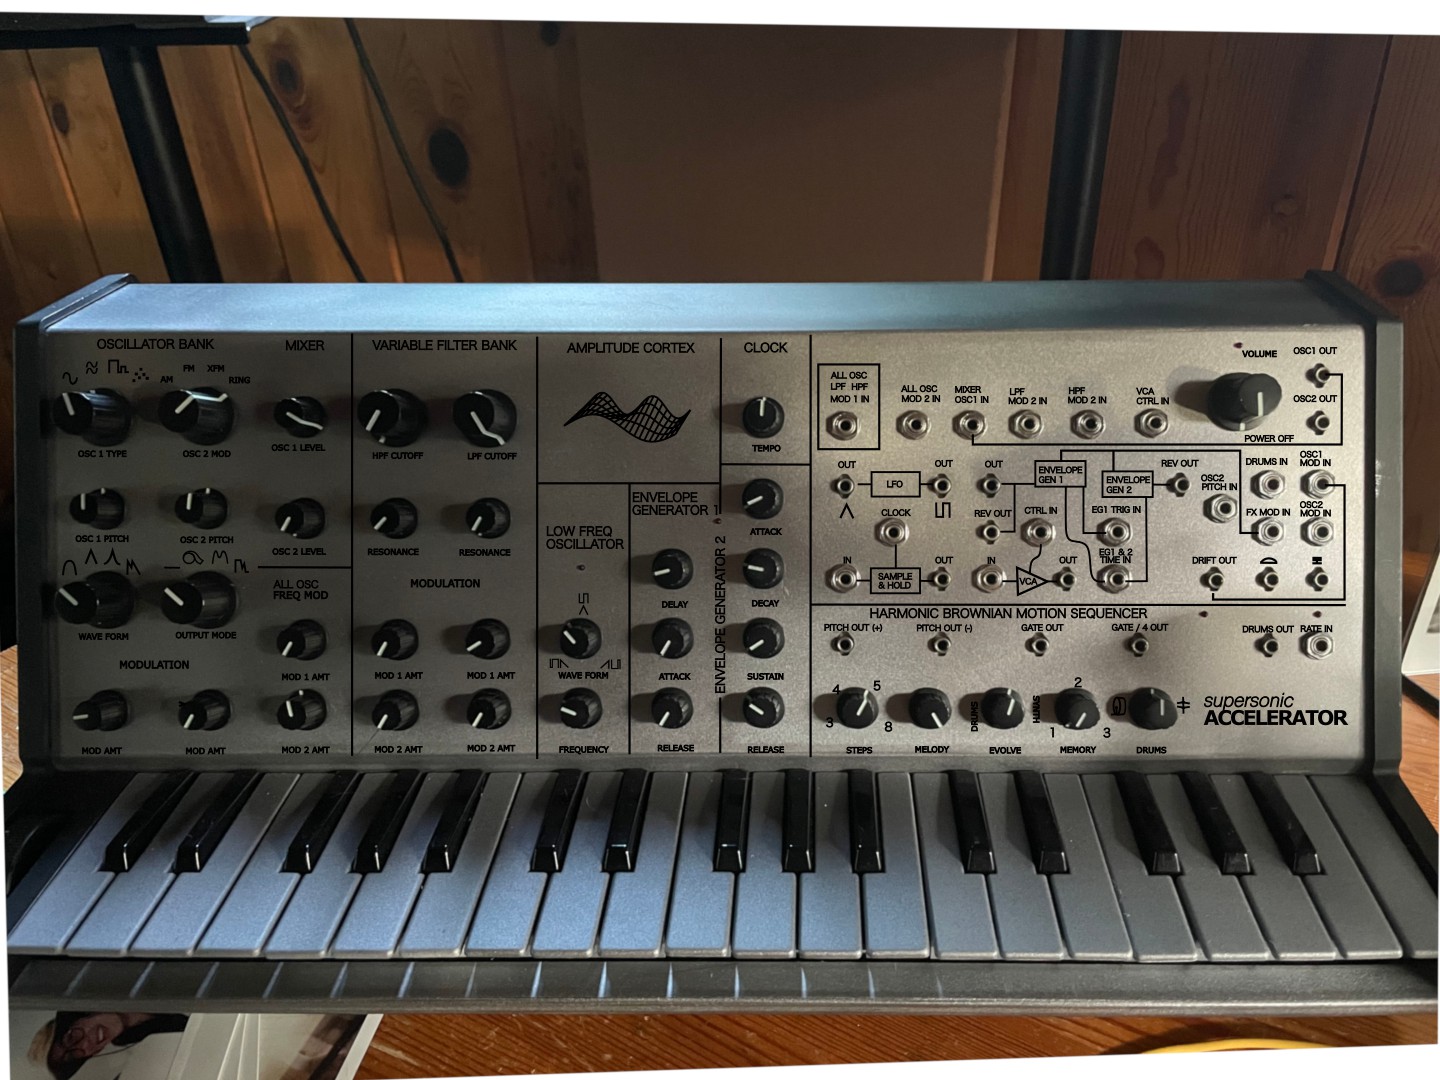 OSCILLATOR BANK
MIXER
VARIABLE FILTER BANK
AMPLITUDE CORTEX
CLOCK
AM
FM
XFM
RING
OSC 1 TYPE
OSC 2 MOD
OSC 1 LEVEL
HPF CUTOFF
LPF CUTOFF
TEMPO
OSC 1 PITCH
OSC 2 PITCH
OSC 2 LEVEL
RESONANCE
RESONANCE
LOW FREQ
OSCILLATOR
ENVELOPE
GENERATOR 1
ENVELOPE GENERATOR 2
ATTACK
ALL OSC
FREQ MOD
MODULATION
DELAY
DECAY
WAVE FORM
OUTPUT MODE
MODULATION
MOD 1 AMT
MOD 1 AMT
MOD 1 AMT
WAVE FORM
ATTACK
SUSTAIN
MOD AMT
MOD AMT
MOD 2 AMT
MOD 2 AMT
MOD 2 AMT
FREQUENCY
RELEASE
RELEASE
ALL OSC
LPF HPF
MOD 1 IN
ALL OSC
MOD 2 IN
MIXER
OSC1 IN
LPF
MOD 2 IN
HPF
MOD 2 IN
VCA
CTRL IN
VOLUME
POWER OFF
OSC1 OUT
OSC2 OUT
OUT
LFO
OUT
OUT
ENVELOPE
GEN 1
ENVELOPE
GEN 2
REV OUT
OSC2
PITCH IN
DRUMS IN
OSC1
MOD IN
CLOCK
REV OUT
CTRL IN
EG1 TRIG IN
FX MOD IN
OSC2
MOD IN
IN
SAMPLE
& HOLD
OUT
IN
VCA
OUT
EG1 & 2
TIME IN
DRIFT OUT
HARMONIC BROWNIAN MOTION SEQUENCER
PITCH OUT (+)
PITCH OUT (-)
GATE OUT
GATE / 4 OUT
DRUMS OUT
RATE IN
3
4
5
8
STEPS
MELODY
DRUMS
SYNTH
EVOLVE
1
2
3
MEMORY
DRUMS
supersonic
ACCELERATOR